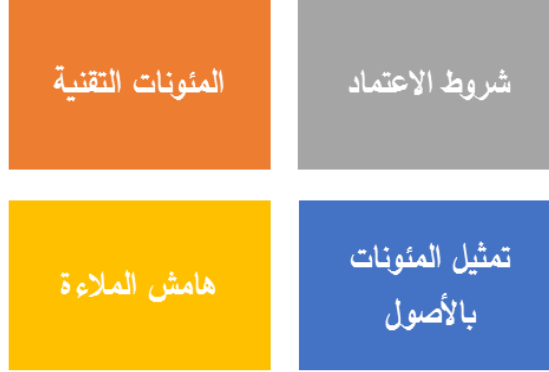 شروط الاعتماد
المئونات التقنية
تمثيل المئونات
بالأصول
هامش الملاءة